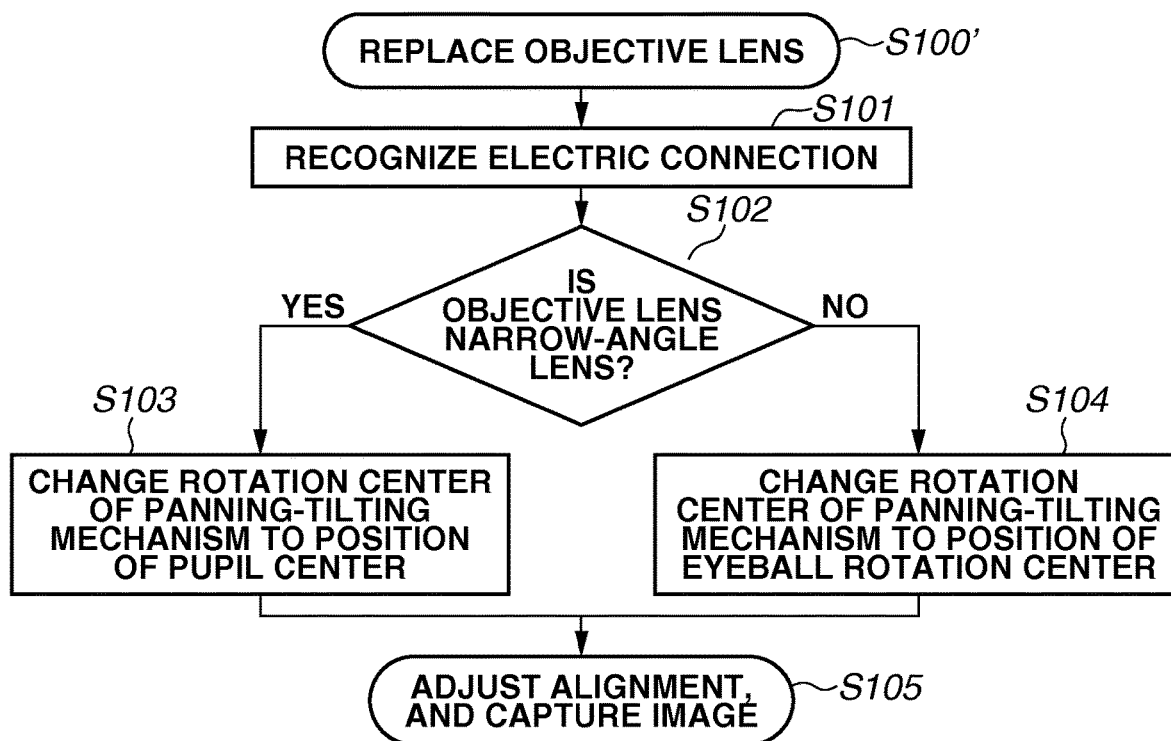 REPLACE OBJECTIVE LENS
S100'
S101
RECOGNIZE ELECTRIC CONNECTION
S102
IS
OBJECTIVE LENS
NARROW-ANGLE
LENS?
YES
NO
S103
CHANGE ROTATION CENTER
OF PANNING-TILTING
MECHANISM TO POSITION
OF PUPIL CENTER
S104
CHANGE ROTATION
CENTER OF PANNING-TILTING
MECHANISM TO POSITION OF
EYEBALL ROTATION CENTER
ADJUST ALIGNMENT,
AND CAPTURE IMAGE
S105